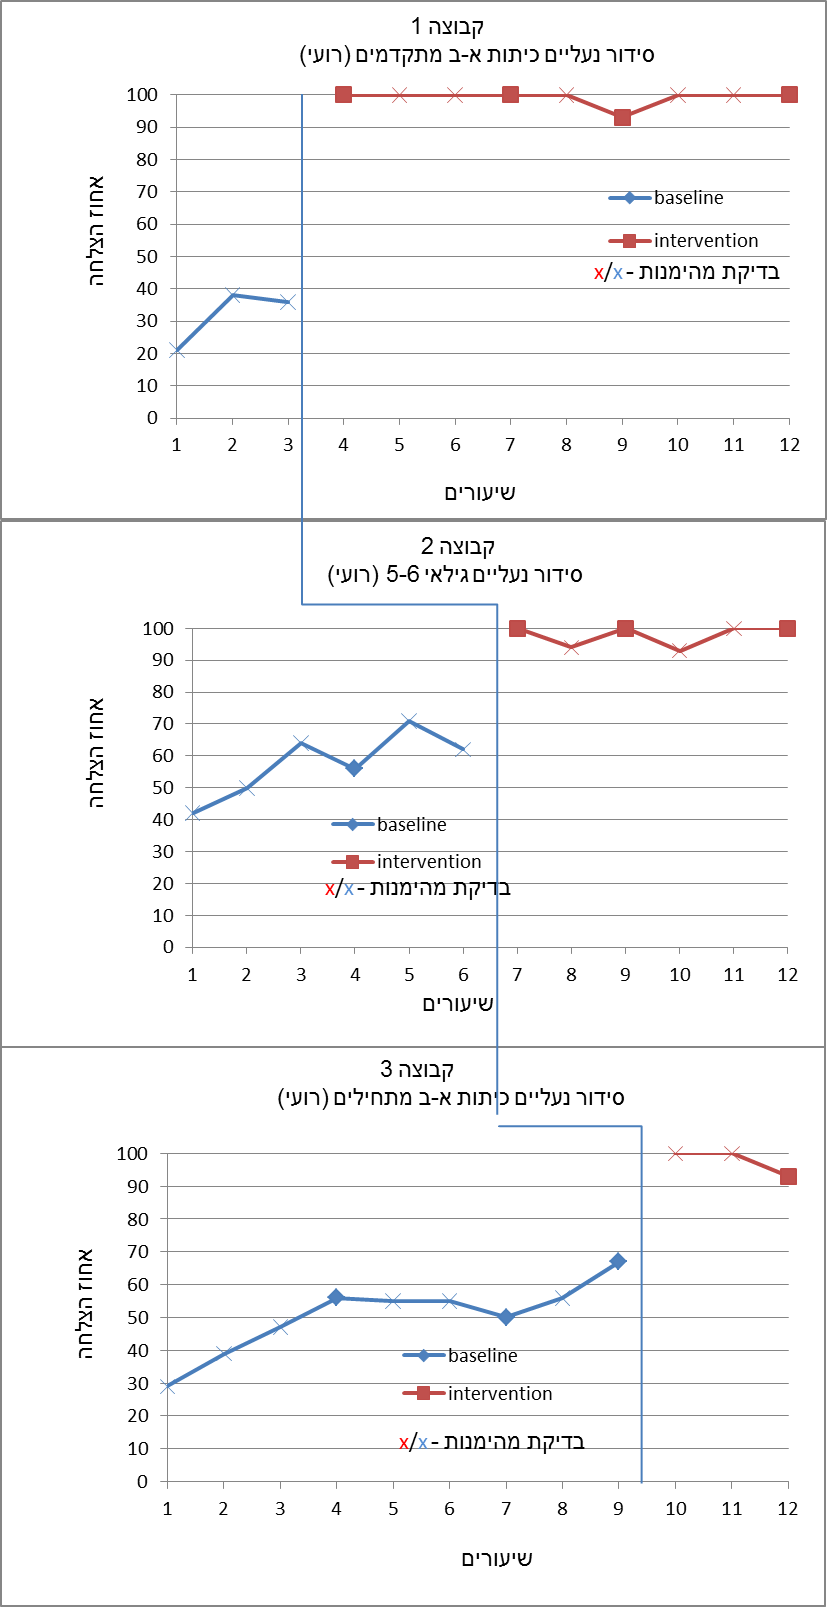 קבוצה 1
סידור נעליים כיתות א-ב מתקדמים (רועי)
אחוז הצלחה
100
90
80
70
60
50
40
30
20
10
0
baseline
intervention
x/x - בדיקת מהימנות
1 2 3 4 5 6 7 8 9 10 11 12
שיעורים
קבוצה 2
סידור נעליים גילאי 5-6 (רועי)
אחוז הצלחה
100
90
80
70
60
50
40
30
20
10
0
baseline
intervention
x/x - בדיקת מהימנות
1 2 3 4 5 6 7 8 9 10 11 12
שיעורים
קבוצה 3
סידור נעליים כיתות א-ב מתחילים (רועי)
אחוז הצלחה
100
90
80
70
60
50
40
30
20
10
0
baseline
intervention
x/x - בדיקת מהימנות
1 2 3 4 5 6 7 8 9 10 11 12
שיעורים